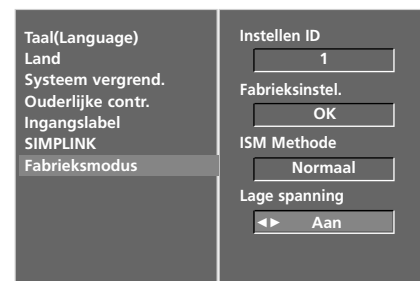 Taal(Language)
Land
Systeem vergrend.
Ouderlijke contr.
Ingangslabel
SIMPLINK
Fabrieksmodus
Instellen ID
1
Fabrieksinstel.
OK
ISM Methode
Normaal
Lage spanning
◄► Aan